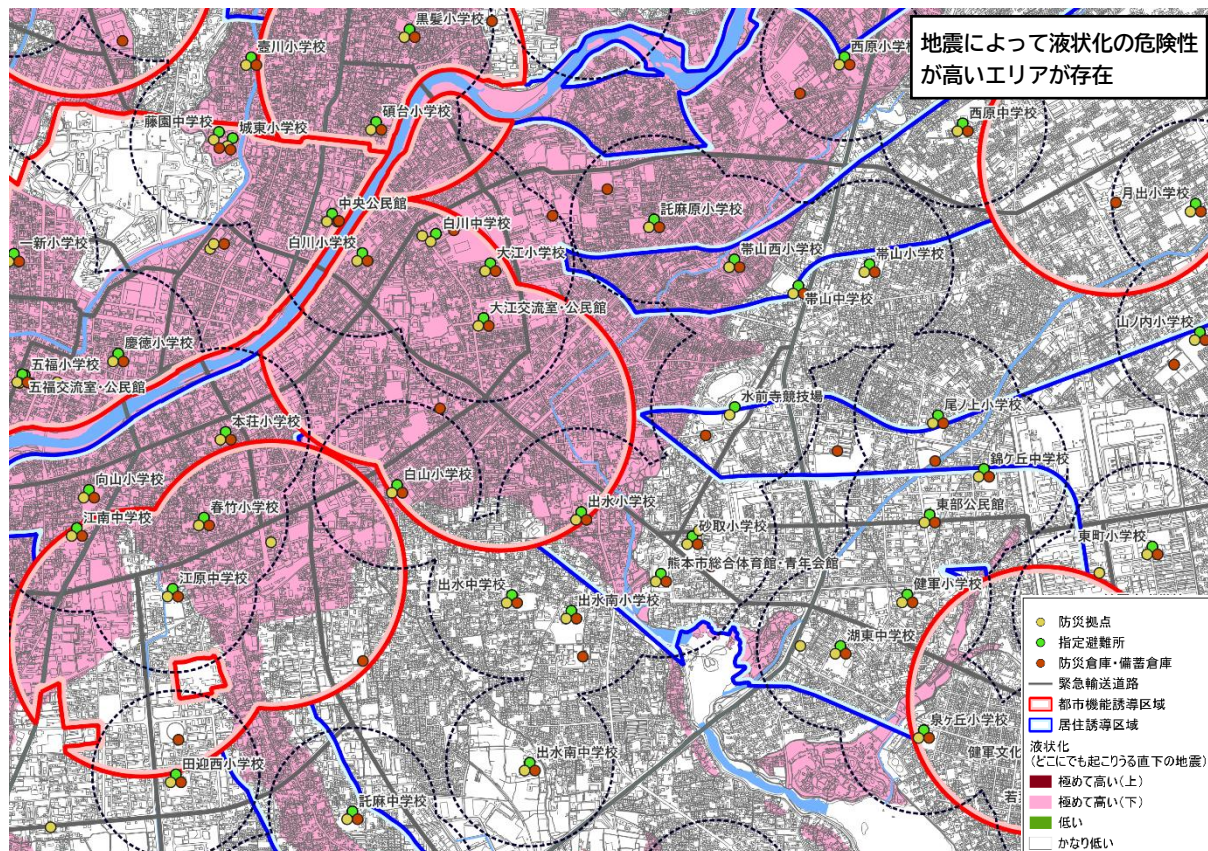 地震によって液状化の危険性
が高いエリアが存在
黒髪小学校
壺川小学校
西原小学校
碩台小学校
藤園中学校
城東小学校
西原中学校
月出小学校
中央公民館
託麻原小学校
白川中学校
一新小学校
白川小学校
大江小学校
帯山西小学校
帯山小学校
帯山中学校
大江交流室・公民館
山ノ内小学校
慶徳小学校
五福小学校
五福交流室・公民館
水前寺競技場
尾ノ上小学校
本荘小学校
錦ケ丘中学校
向山小学校
白山小学校
江南中学校
春竹小学校
出水小学校
砂取小学校
東部公民館
東町小学校
熊本市総合体育館・青年会館
江原中学校
出水中学校
出水南小学校
健軍小学校
湖東中学校
泉ヶ丘小学校
健軍文化
出水南中学校
田迎西小学校
託麻中学校
防災拠点
指定避難所
防災倉庫・備蓄倉庫
緊急輸送道路
都市機能誘導区域
居住誘導区域
液状化
(どこにでも起こりうる直下の地震)
極めて高い(上)
極めて高い(下)
低い
かなり低い